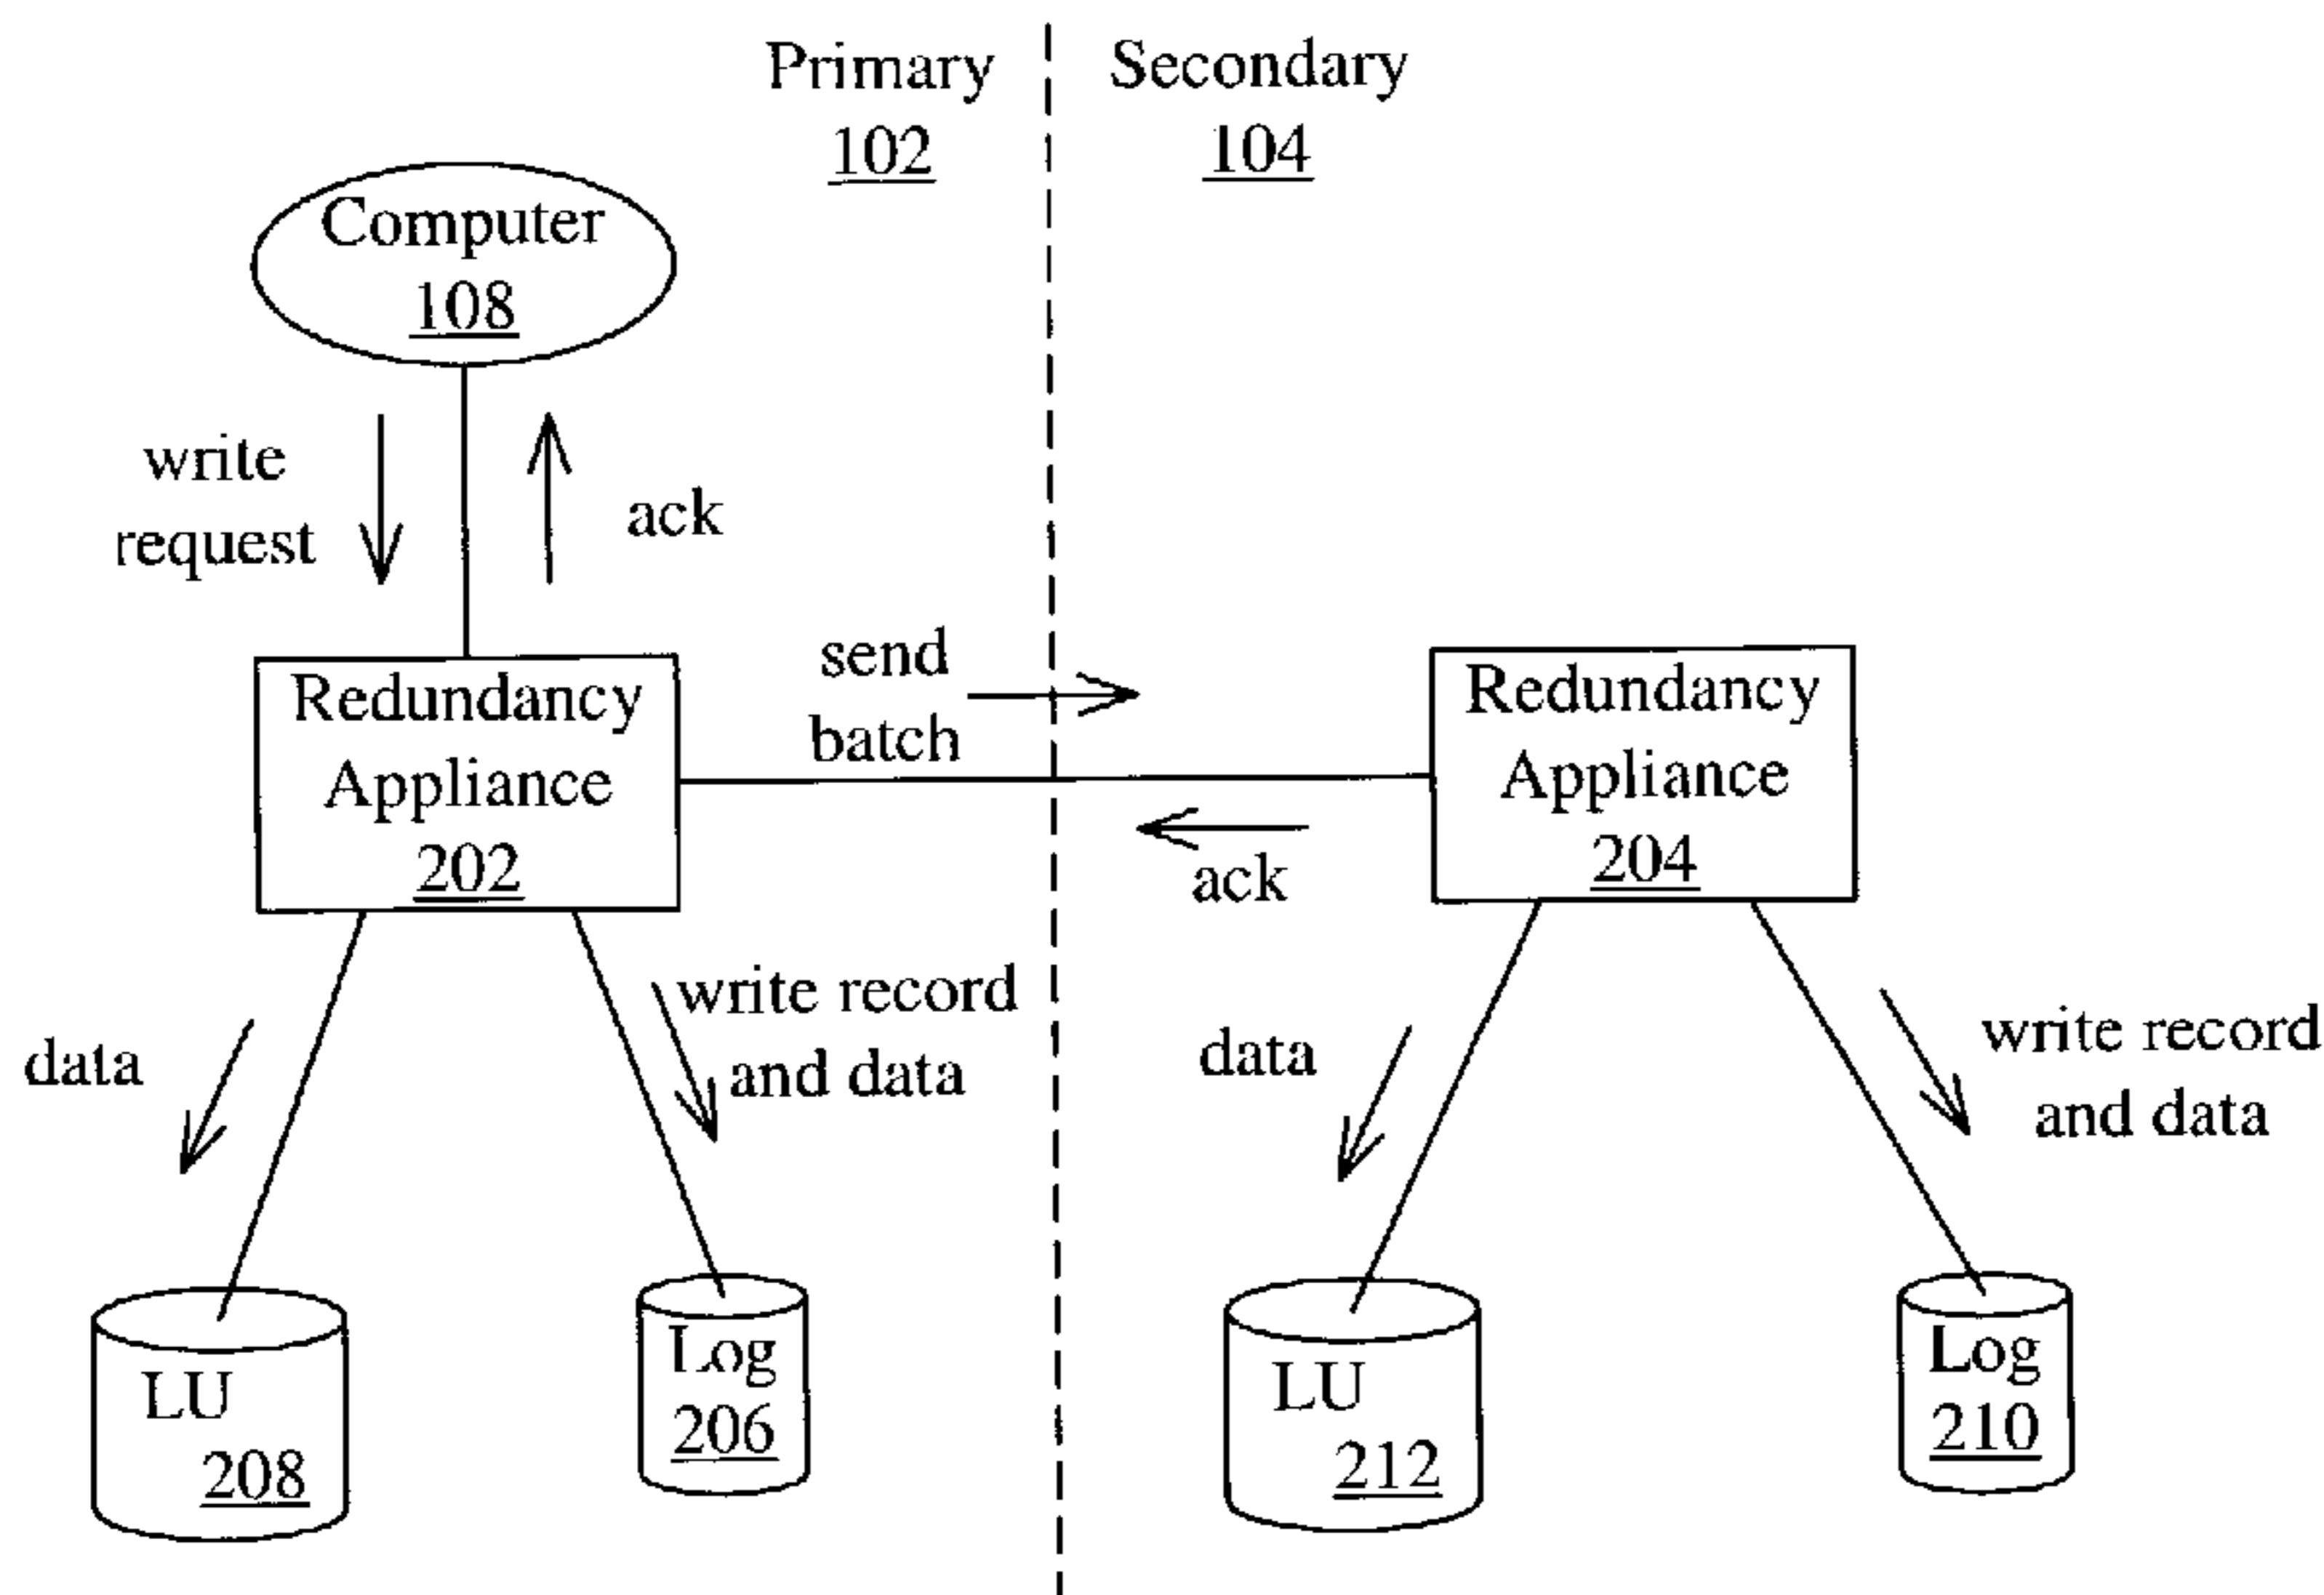 Primary
102
Secondary
104
Computer
108
write
request
ack
send
batch
Redundancy
Appliance
202
Redundancy
Appliance
204
ack
write record
and data
data
data
write record
and data
LU
208
Log
206
LU
212
Log
210